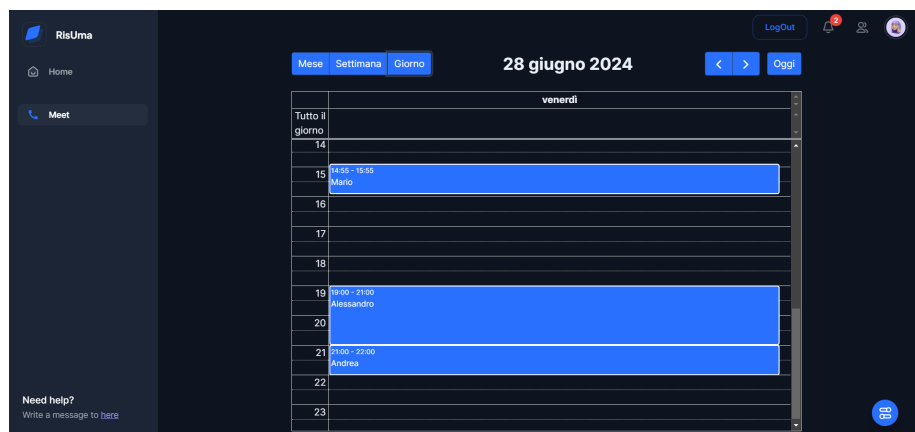 RisUma
LogOut
2
Home
Meet
Mese Settimana Giorno
28 giugno 2024
Oggi
venerdì
Tutto il
giorno
14
15
14:55 - 15:55
Mario
16
17
18
19
19:00 - 21:00
Alessandro
20
21
21:00 - 22:00
Andrea
22
23
Need help?
Write a message to here